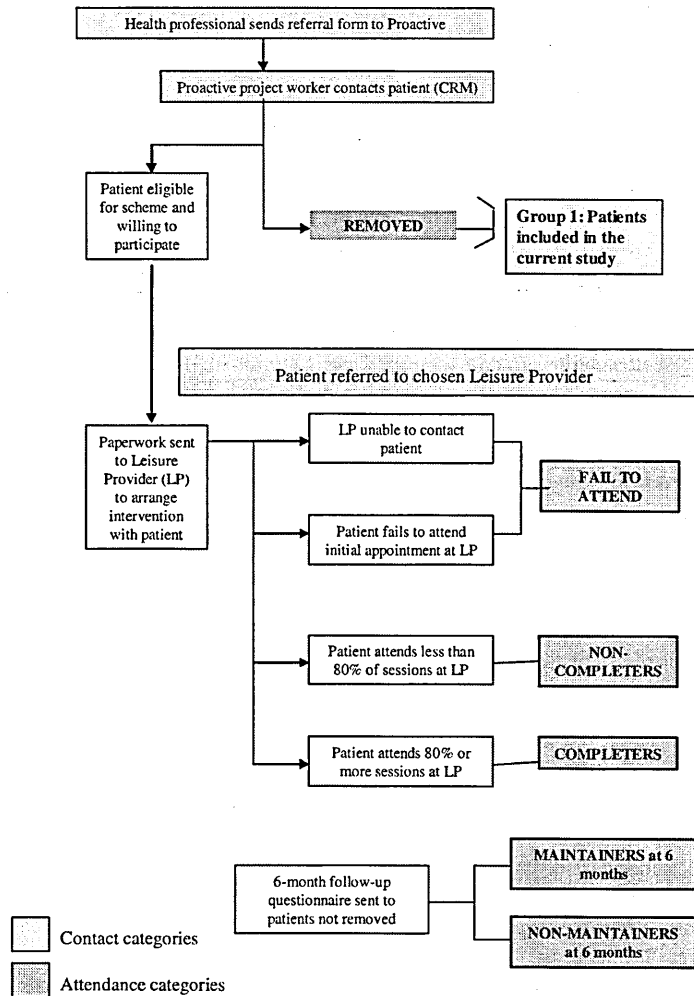 Health professional sends referral form to Proactive
Proactive project worker contacts patient (CRM)
Patient eligible
for scheme and
willing to
participate
REMOVED
Group 1: Patients
included in the
current study
Patient referred to chosen Leisure Provider
Paperwork sent
to Leisure
Provider (LP)
to arrange
intervention
with patient
LP unable to contact
patient
FAIL TO
ATTEND
Patient fails to attend
initial appointment at LP
Patient attends less than
80% of sessions at LP
NON-
COMPLETERS
Patient attends 80% or
more sessions at LP
COMPLETERS
6-month follow-up
questionnaire sent to
patients not removed
MAINTAINERS at 6
months
NON-MAINTAINERS
at 6 months
Contact categories
Attendance categories